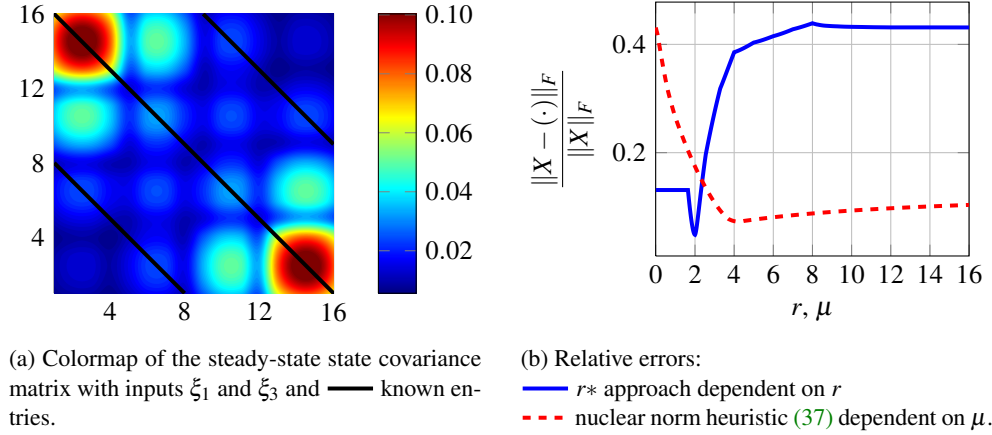 16
12
8
4
4
8
12
16
0.10
0.08
0.06
0.04
0.02
||X − (·)||_F
||X||_F
0.4
0.2
0
2
4
6
8
10
12
14
16
r, μ
(a) Colormap of the steady-state state covariance
matrix with inputs ξ₁ and ξ₃ and known en-
tries.
(b) Relative errors:
r* approach dependent on r
nuclear norm heuristic (37) dependent on μ.